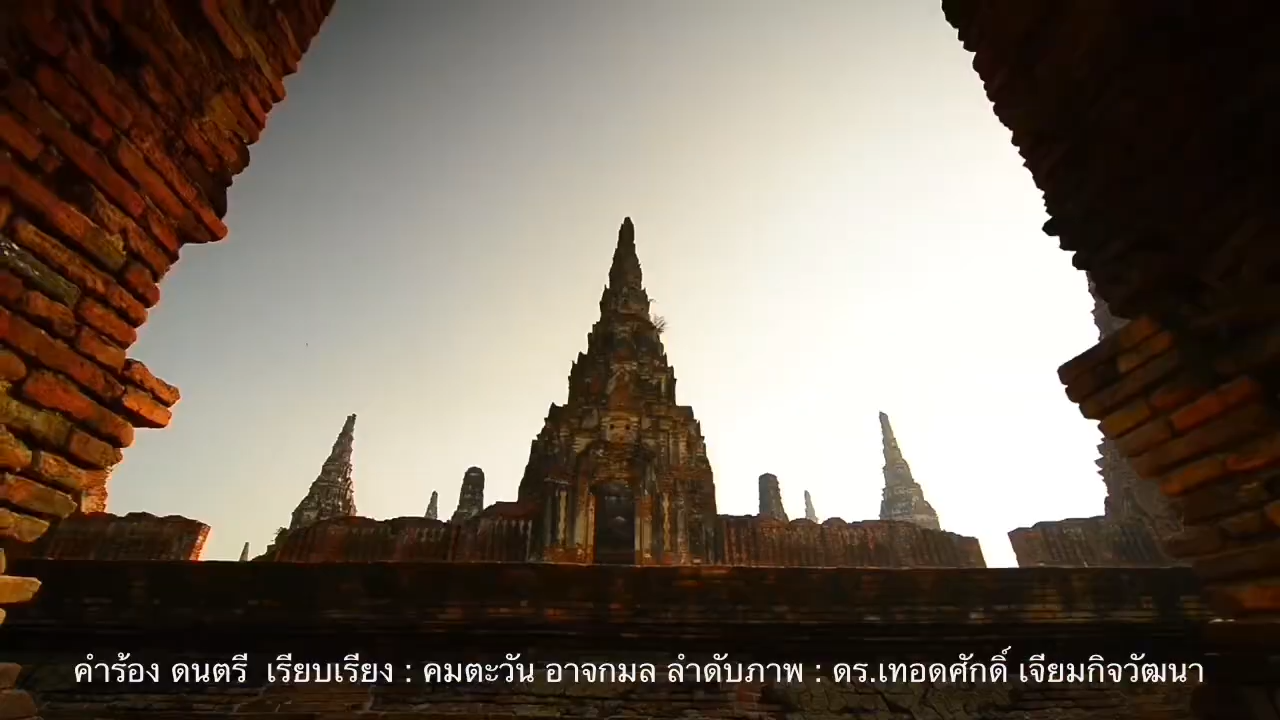 คำร้อง ดนตรี  เรียบเรียง : คมตะวัน อาจกมล ลำดับภาพ : ดร.เทอดศักดิ์ เจียมกิจวัฒนา